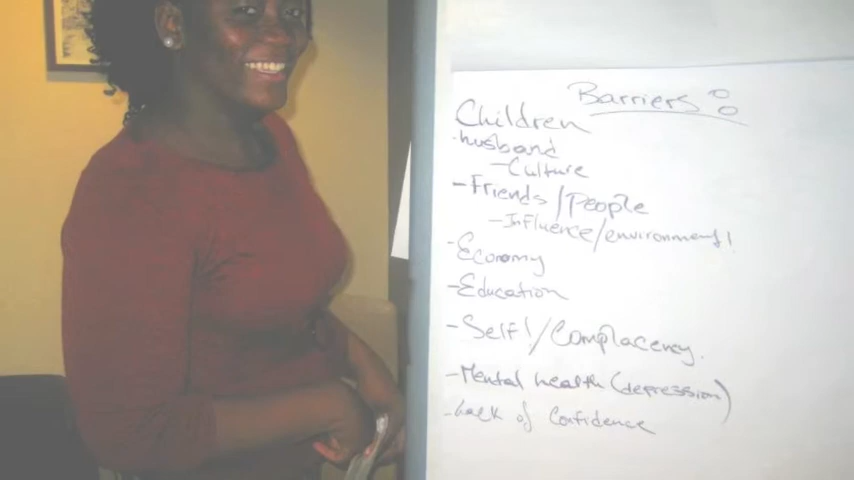 Barriers:
Children
- husband
- Culture
- Friends/People
- Influence/environment!
- Economy
- Education
- Self!/Complacency.
- Mental health (depression)
- Lack of Confidence